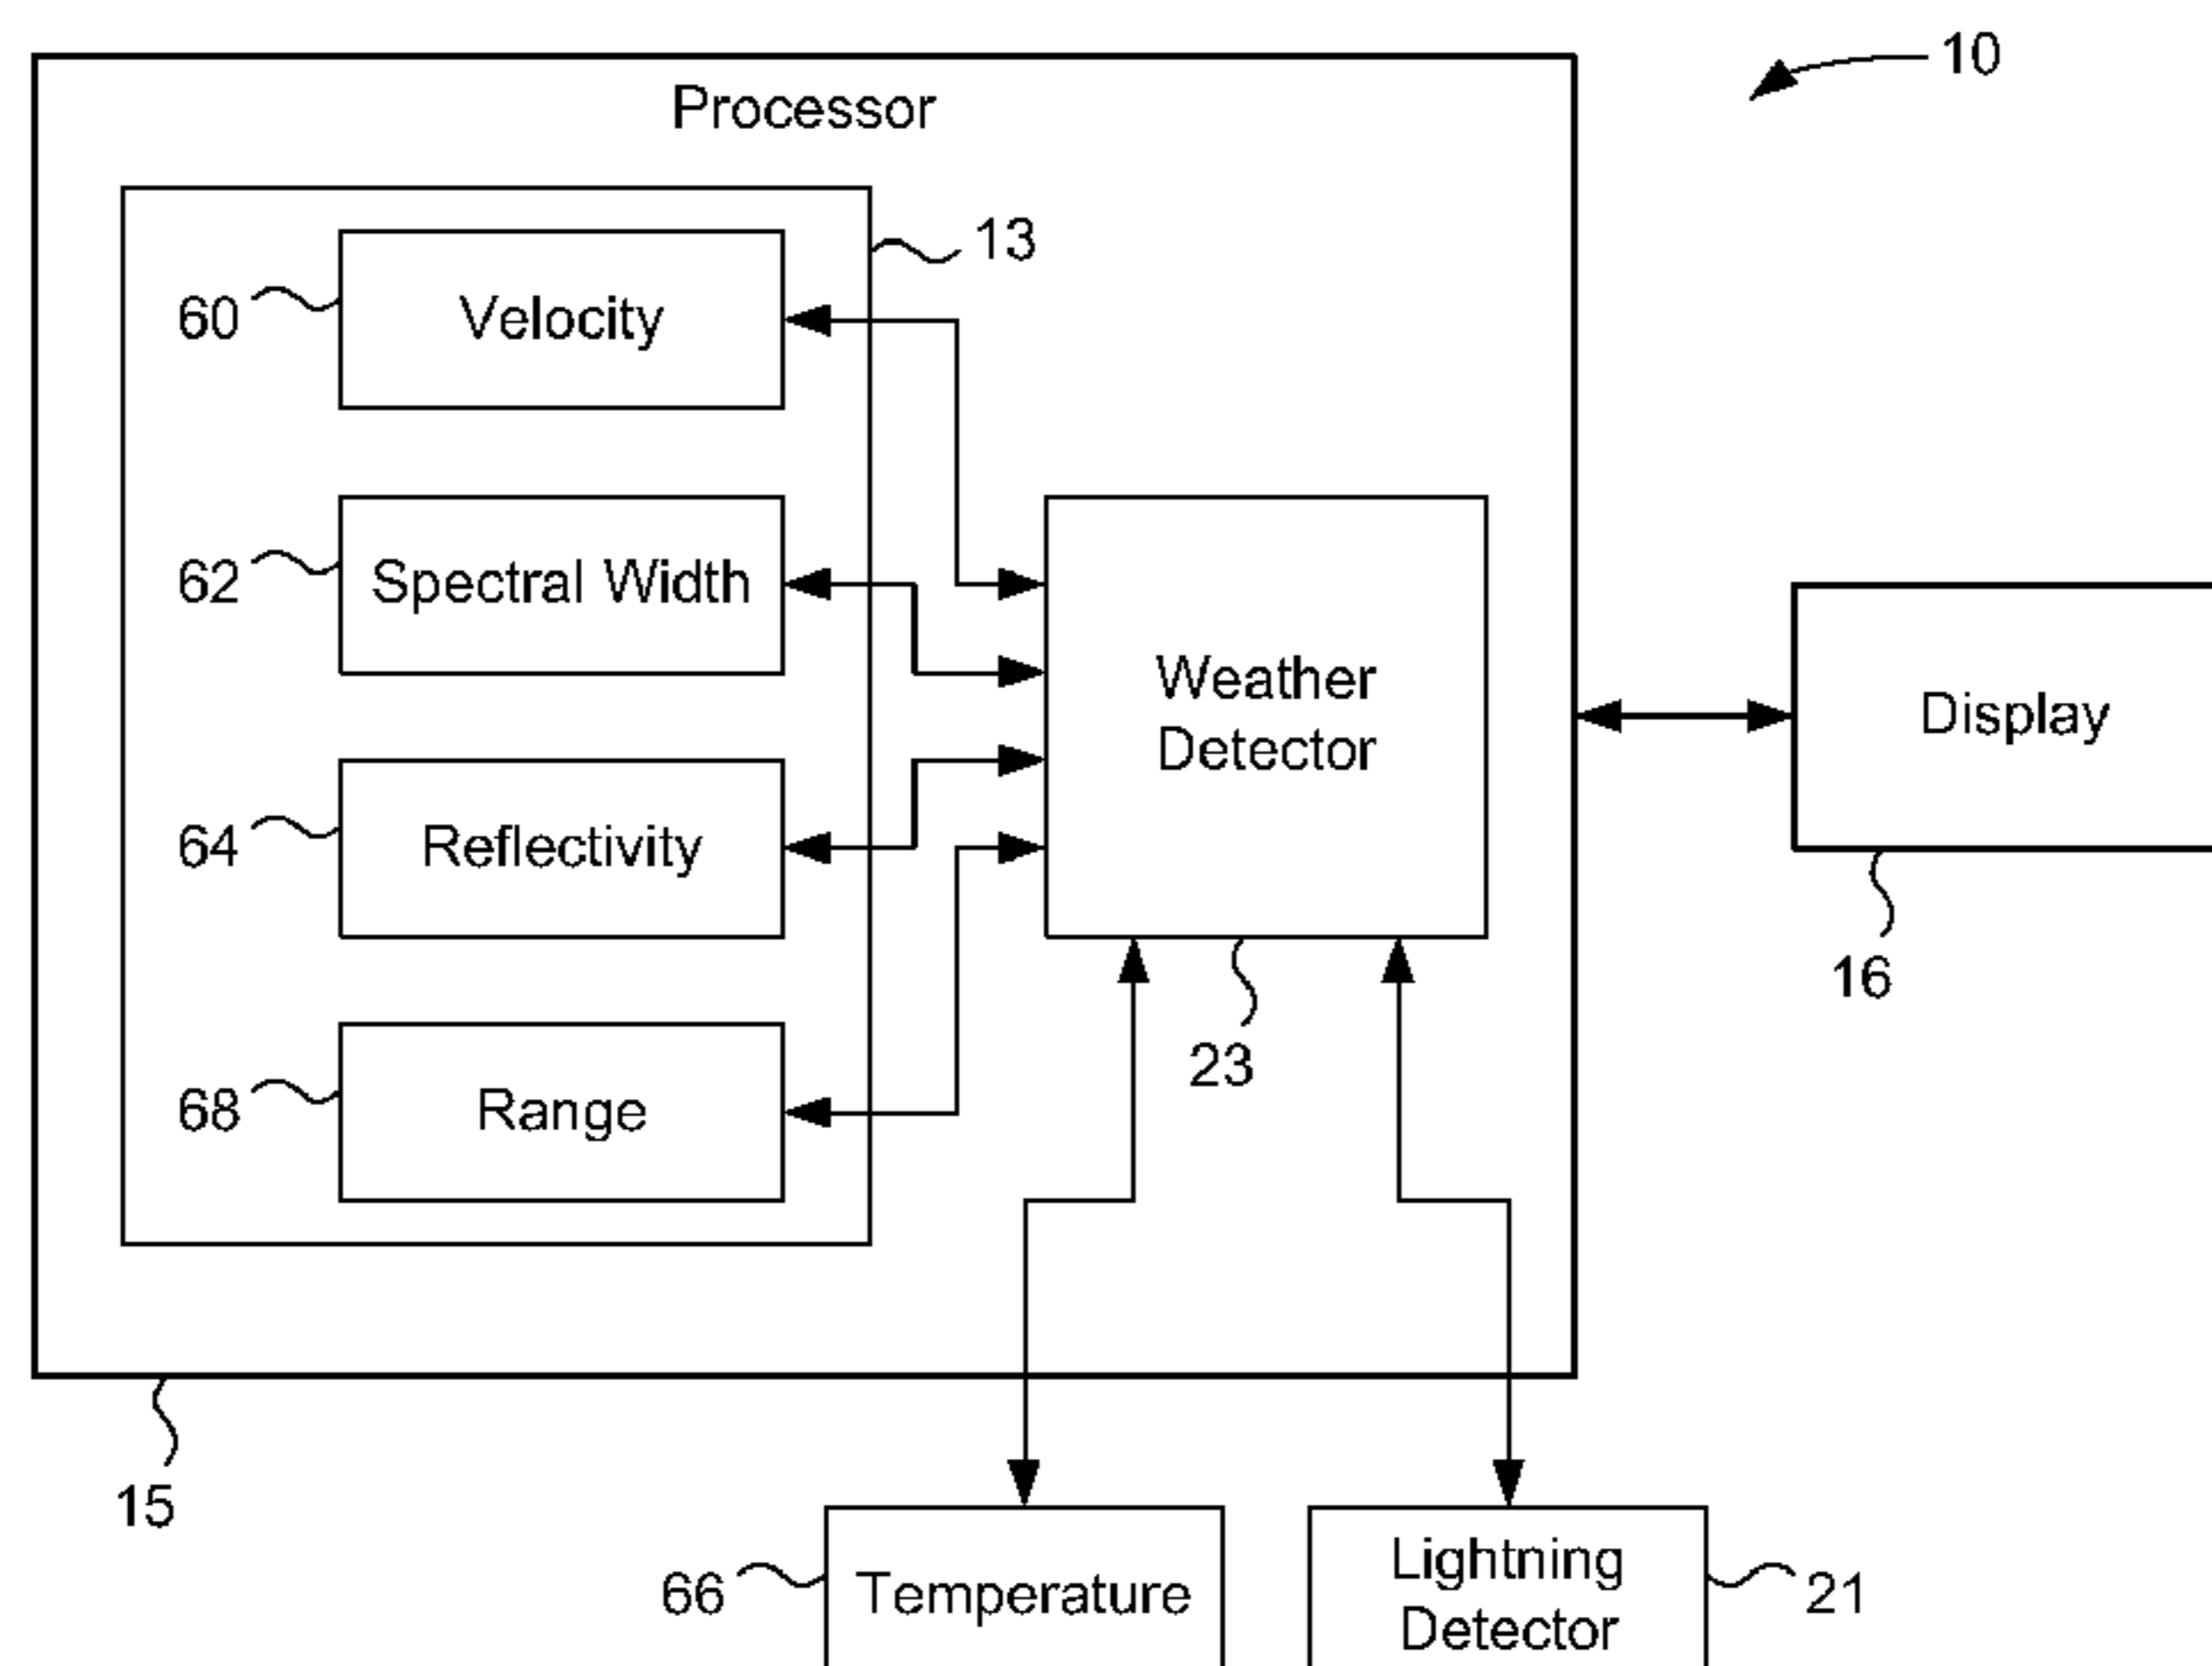 10
Processor
13
60
Velocity
62
Spectral Width
Weather
Detector
Display
64
Reflectivity
16
23
68
Range
15
66
Temperature
Lightning
Detector
21